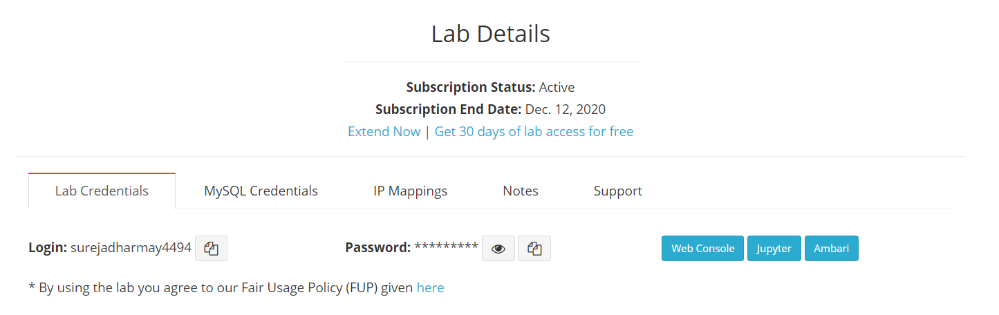 Lab Details
Subscription Status: Active
Subscription End Date: Dec. 12, 2020
Extend Now | Get 30 days of lab access for free
Lab Credentials MySQL Credentials IP Mappings Notes Support
Login: surejadharmay4494 Password: ********* Web Console Jupyter Ambari
* By using the lab you agree to our Fair Usage Policy (FUP) given here